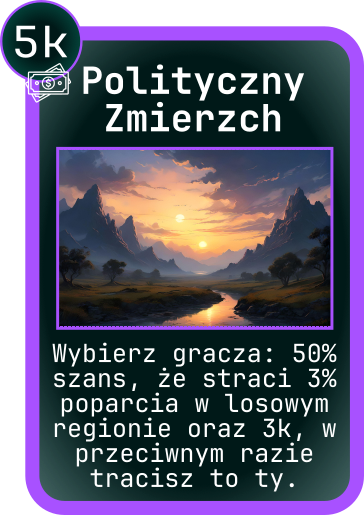 5k
Polityczny
Zmierzch
Wybierz gracza: 50%
szans, że straci 3%
poparcia w losowym
regionie oraz 3k, w
przeciwnym razie
tracisz to ty.